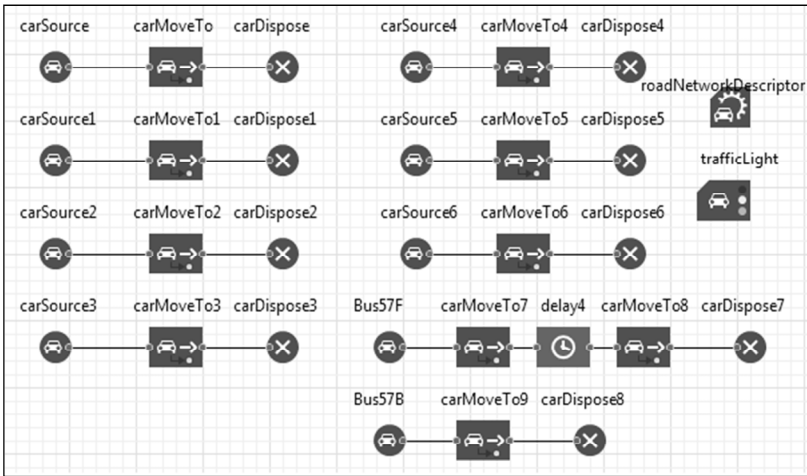 carSource carMoveTo carDispose carSource4 carMoveTo4 carDispose4
roadNetworkDescriptor
carSource1 carMoveTo1 carDispose1 carSource5 carMoveTo5 carDispose5
trafficLight
carSource2 carMoveTo2 carDispose2 carSource6 carMoveTo6 carDispose6
carSource3 carMoveTo3 carDispose3 Bus57F carMoveTo7 delay4 carMoveTo8 carDispose7
Bus57B carMoveTo9 carDispose8